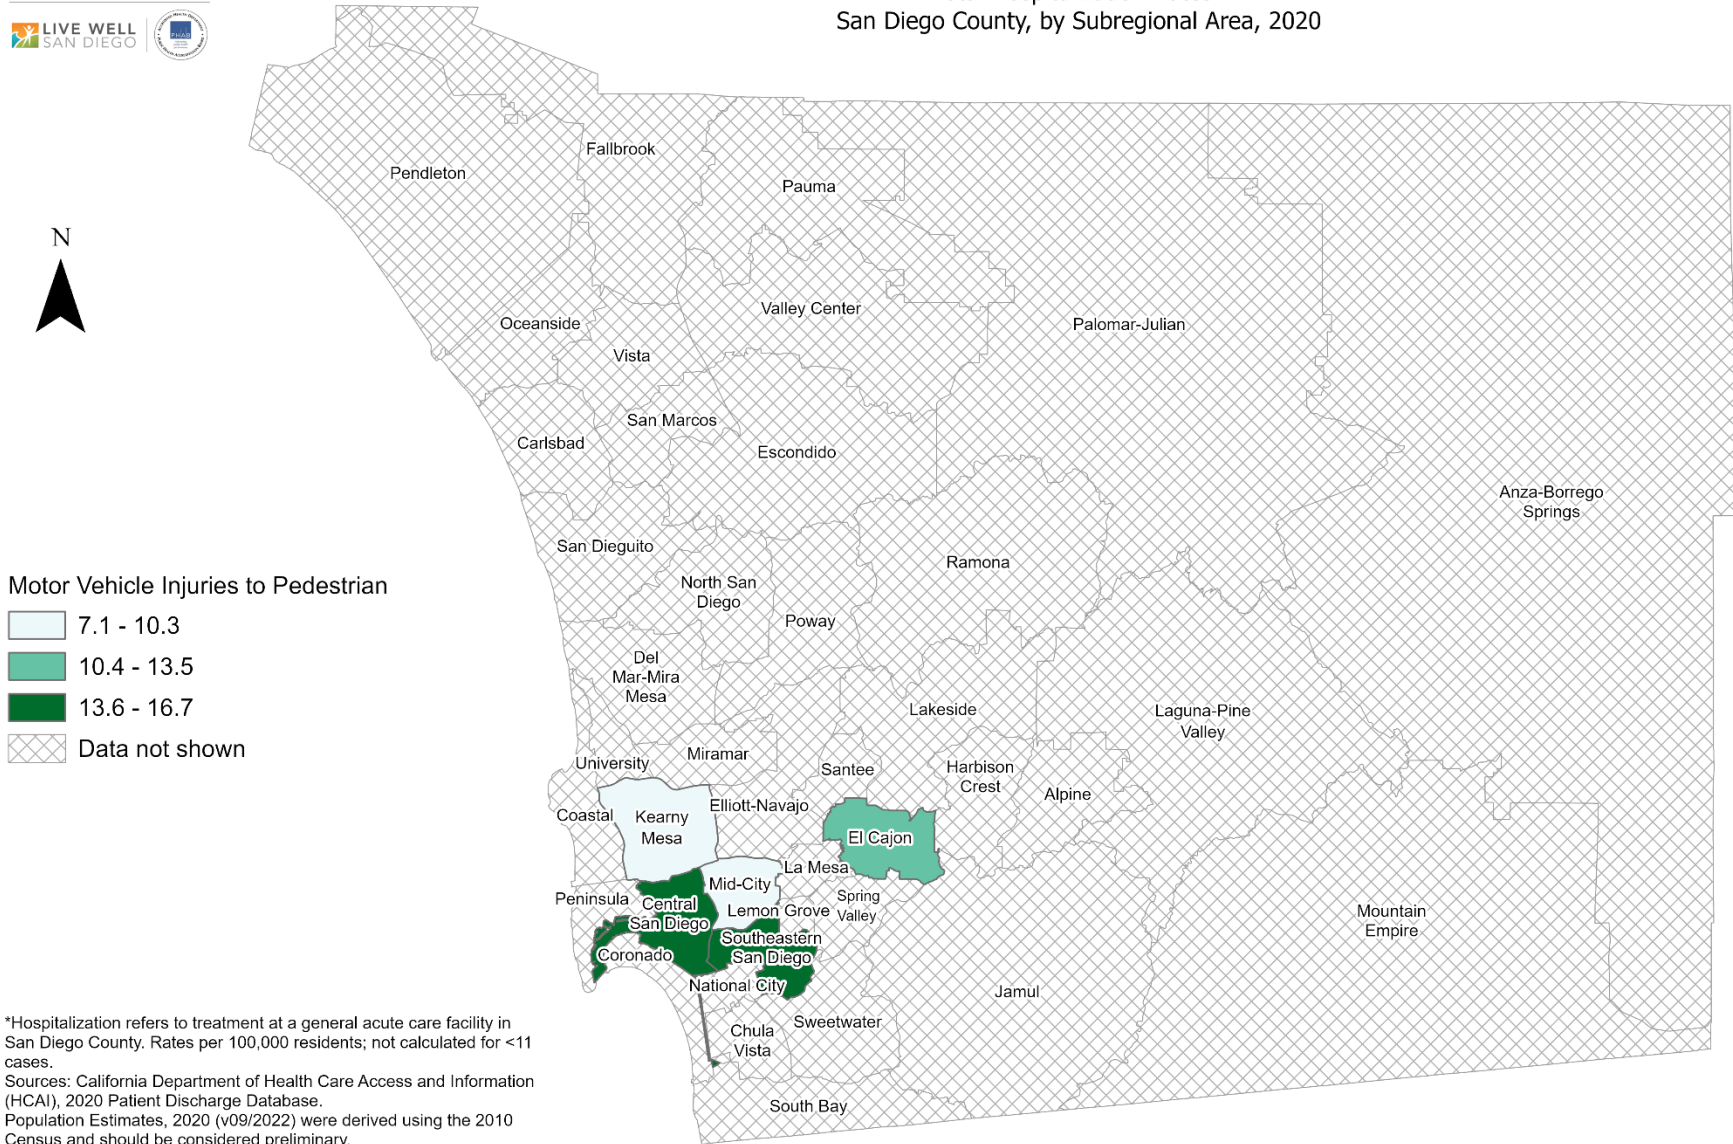 LIVE WELL
SAN DIEGO
PHAB
San Diego County, by Subregional Area, 2020
Fallbrook
Pendleton
Pauma
N
Valley Center
Oceanside
Palomar-Julian
Vista
San Marcos
Carlsbad
Escondido
Anza-Borrego
Springs
San Dieguito
Ramona
North San
Diego
Poway
Del
Mar-Mira
Mesa
Lakeside
Laguna-Pine
Valley
Miramar
University
Santee
Harbison
Crest
Alpine
Elliott-Navajo
Coastal
Kearny
Mesa
El Cajon
La Mesa
Mid-City
Peninsula
Central
San Diego
Spring
Valley
Lemon Grove
Mountain
Empire
Southeastern
San Diego
Coronado
National City
Jamul
Sweetwater
Chula
Vista
South Bay
Motor Vehicle Injuries to Pedestrian
7.1 - 10.3
10.4 - 13.5
13.6 - 16.7
Data not shown
*Hospitalization refers to treatment at a general acute care facility in
San Diego County. Rates per 100,000 residents; not calculated for <11
cases.
Sources: California Department of Health Care Access and Information
(HCAI), 2020 Patient Discharge Database.
Population Estimates, 2020 (v09/2022) were derived using the 2010
Census and should be considered preliminary.